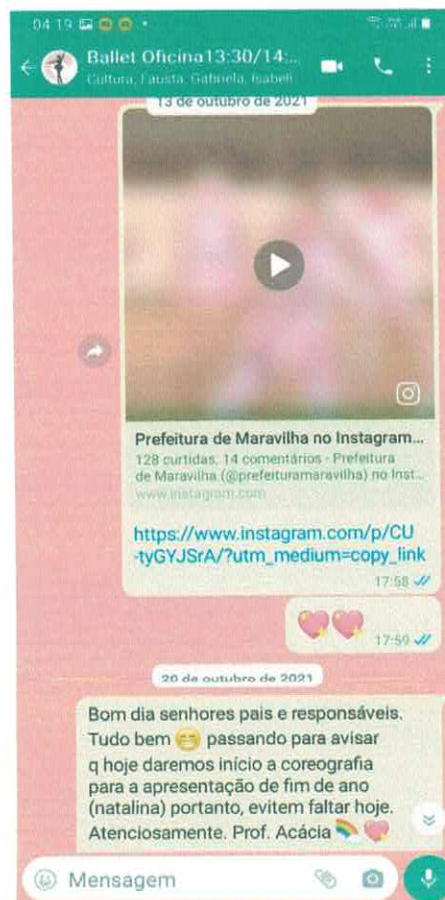 04 19
Ballet Oficina13:30/14:...
Cultura, Fausta, Gabriela, Isabeli
13 de outubro de 2021
Prefeitura de Maravilha no Instagram...
128 curtidas, 14 comentários - Prefeitura
de Maravilha (@prefeituramaravilha) no Inst...
www.instagram.com
https://www.instagram.com/p/CU
-tyGYJSrA/?utm_medium=copy_link
17:58
💖💖 17:59
20 de outubro de 2021
Bom dia senhores pais e responsáveis.
Tudo bem 😁 passando para avisar
q hoje daremos início a coreografia
para a apresentação de fim de ano
(natalina) portanto, evitem faltar hoje.
Atenciosamente. Prof. Acácia 🌈💖
Mensagem